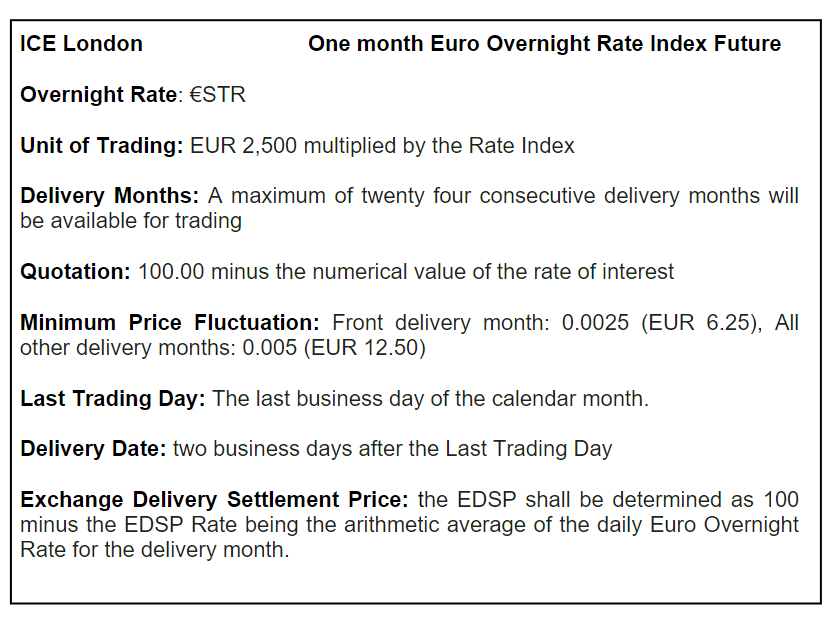 ICE London One month Euro Overnight Rate Index Future
Overnight Rate: €STR
Unit of Trading: EUR 2,500 multiplied by the Rate Index
Delivery Months: A maximum of twenty four consecutive delivery months will
be available for trading
Quotation: 100.00 minus the numerical value of the rate of interest
Minimum Price Fluctuation: Front delivery month: 0.0025 (EUR 6.25), All
other delivery months: 0.005 (EUR 12.50)
Last Trading Day: The last business day of the calendar month.
Delivery Date: two business days after the Last Trading Day
Exchange Delivery Settlement Price: the EDSP shall be determined as 100
minus the EDSP Rate being the arithmetic average of the daily Euro Overnight
Rate for the delivery month.